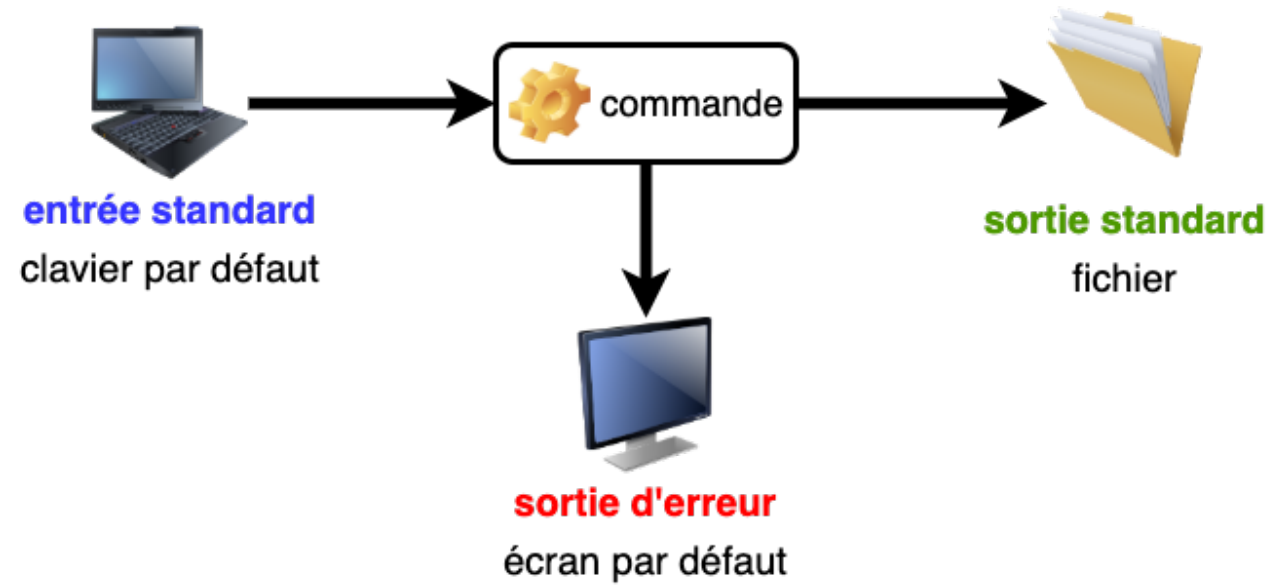 commande
entrée standard
clavier par défaut
sortie standard
fichier
sortie d'erreur
écran par défaut